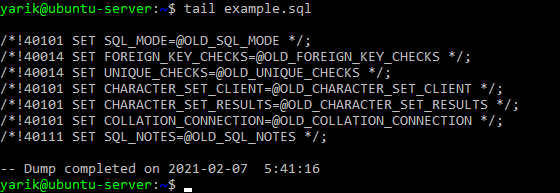 yarik@ubuntu-server:~$ tail example.sql
/*!40101 SET SQL_MODE=@OLD_SQL_MODE */;
/*!40014 SET FOREIGN_KEY_CHECKS=@OLD_FOREIGN_KEY_CHECKS */;
/*!40014 SET UNIQUE_CHECKS=@OLD_UNIQUE_CHECKS */;
/*!40101 SET CHARACTER_SET_CLIENT=@OLD_CHARACTER_SET_CLIENT */;
/*!40101 SET CHARACTER_SET_RESULTS=@OLD_CHARACTER_SET_RESULTS */;
/*!40101 SET COLLATION_CONNECTION=@OLD_COLLATION_CONNECTION */;
/*!40111 SET SQL_NOTES=@OLD_SQL_NOTES */;
-- Dump completed on 2021-02-07  5:41:16
yarik@ubuntu-server:~$